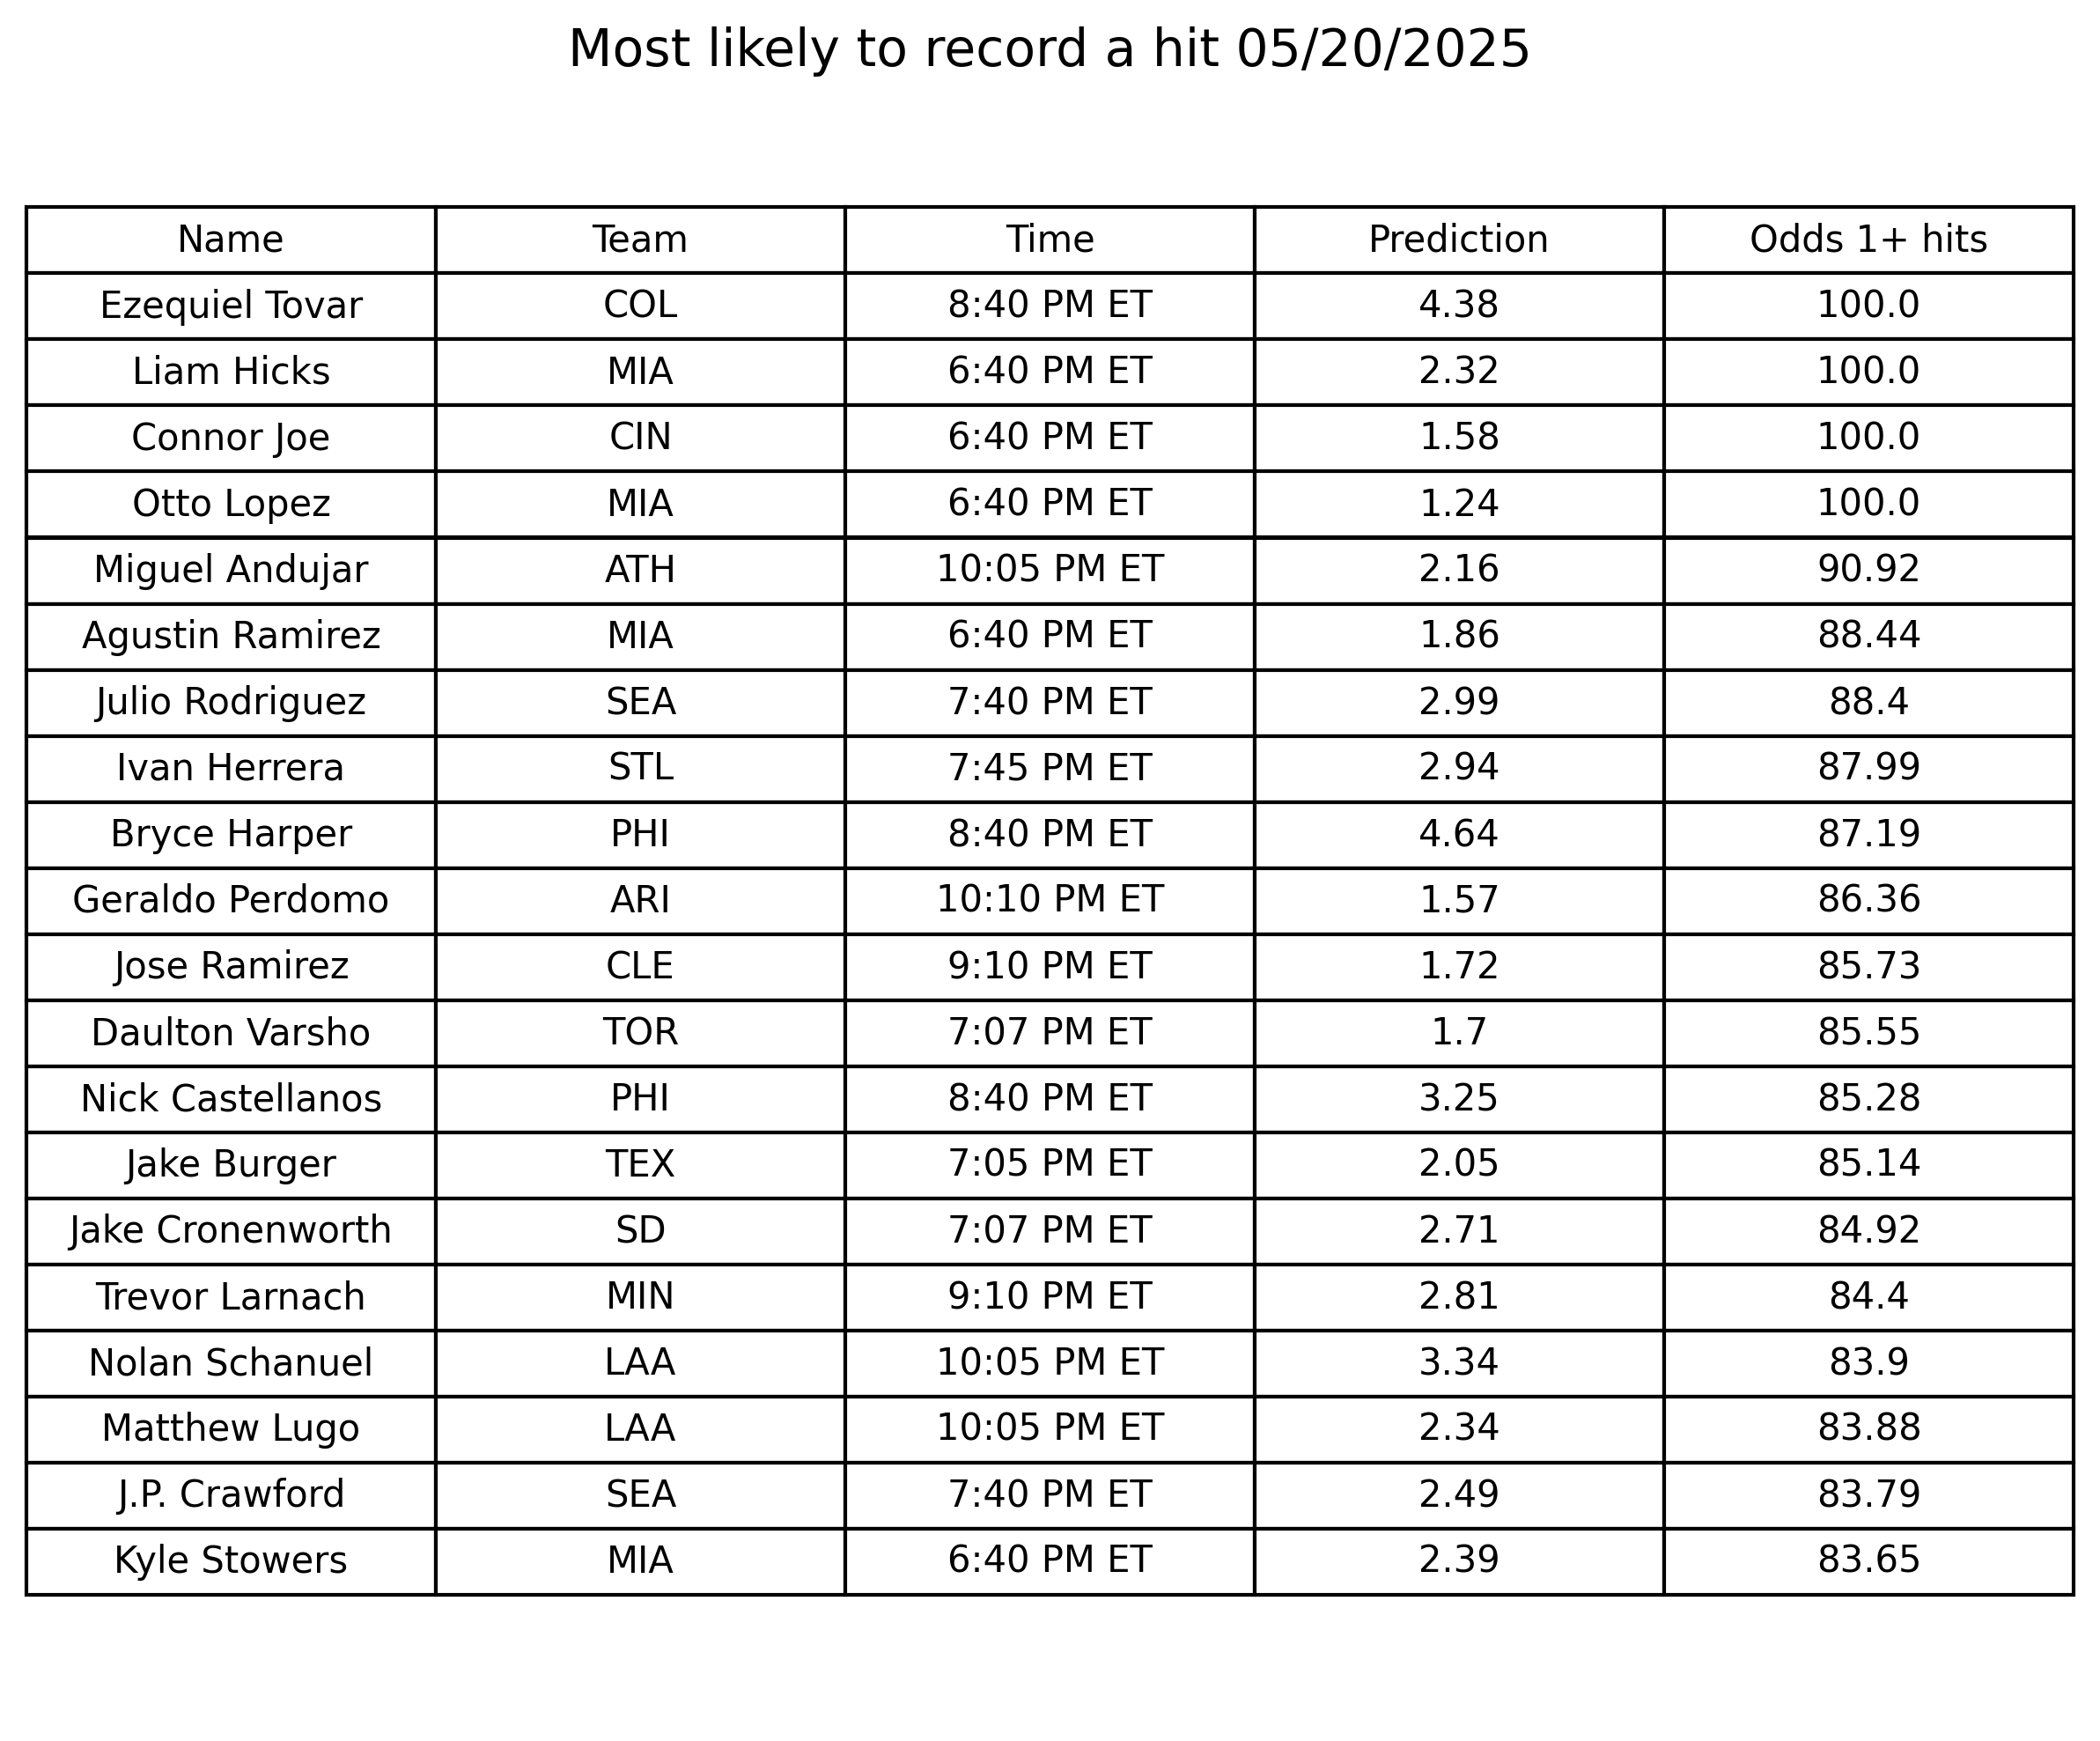 Most likely to record a hit 05/20/2025
Name Team Time Prediction Odds 1+ hits
Ezequiel Tovar COL 8:40 PM ET 4.38 100.0
Liam Hicks MIA 6:40 PM ET 2.32 100.0
Connor Joe CIN 6:40 PM ET 1.58 100.0
Otto Lopez MIA 6:40 PM ET 1.24 100.0
Miguel Andujar ATH 10:05 PM ET 2.16 90.92
Agustin Ramirez MIA 6:40 PM ET 1.86 88.44
Julio Rodriguez SEA 7:40 PM ET 2.99 88.4
Ivan Herrera STL 7:45 PM ET 2.94 87.99
Bryce Harper PHI 8:40 PM ET 4.64 87.19
Geraldo Perdomo ARI 10:10 PM ET 1.57 86.36
Jose Ramirez CLE 9:10 PM ET 1.72 85.73
Daulton Varsho TOR 7:07 PM ET 1.7 85.55
Nick Castellanos PHI 8:40 PM ET 3.25 85.28
Jake Burger TEX 7:05 PM ET 2.05 85.14
Jake Cronenworth SD 7:07 PM ET 2.71 84.92
Trevor Larnach MIN 9:10 PM ET 2.81 84.4
Nolan Schanuel LAA 10:05 PM ET 3.34 83.9
Matthew Lugo LAA 10:05 PM ET 2.34 83.88
J.P. Crawford SEA 7:40 PM ET 2.49 83.79
Kyle Stowers MIA 6:40 PM ET 2.39 83.65